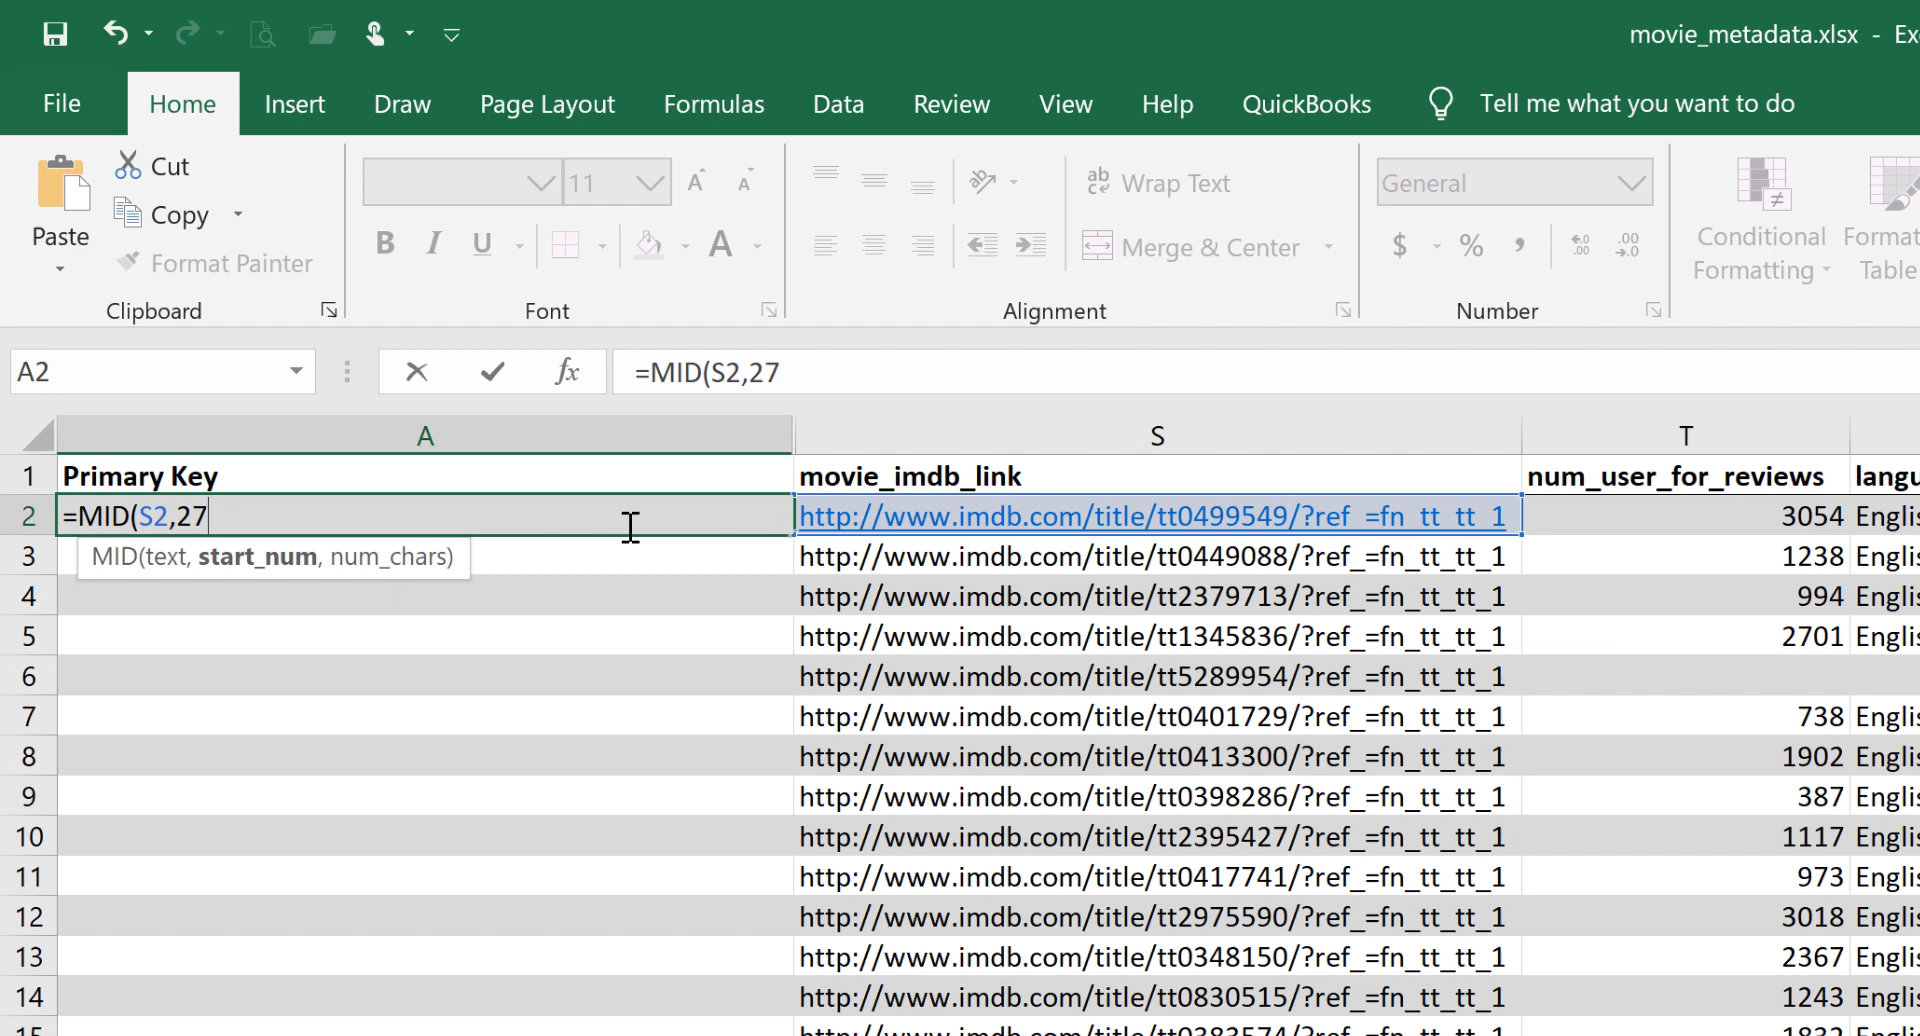 movie_metadata.xlsx - Exc
File Home Insert Draw Page Layout Formulas Data Review View Help QuickBooks Tell me what you want to do
Paste
Cut
Copy
Format Painter
Clipboard
11 A A
B I U A
Font
ab Wrap Text
Merge & Center
Alignment
General
$ % , .0 .00 .00 .0
Number
Conditional Formatting
Format Table
A2 fx =MID(S2,27
A S T
1 Primary Key movie_imdb_link num_user_for_reviews langu
2 =MID(S2,27 http://www.imdb.com/title/tt0499549/?ref_=fn_tt_tt_1 3054 Englis
MID(text, start_num, num_chars)
3 http://www.imdb.com/title/tt0449088/?ref_=fn_tt_tt_1 1238 Englis
4 http://www.imdb.com/title/tt2379713/?ref_=fn_tt_tt_1 994 Englis
5 http://www.imdb.com/title/tt1345836/?ref_=fn_tt_tt_1 2701 Englis
6 http://www.imdb.com/title/tt5289954/?ref_=fn_tt_tt_1
7 http://www.imdb.com/title/tt0401729/?ref_=fn_tt_tt_1 738 Englis
8 http://www.imdb.com/title/tt0413300/?ref_=fn_tt_tt_1 1902 Englis
9 http://www.imdb.com/title/tt0398286/?ref_=fn_tt_tt_1 387 Englis
10 http://www.imdb.com/title/tt2395427/?ref_=fn_tt_tt_1 1117 Englis
11 http://www.imdb.com/title/tt0417741/?ref_=fn_tt_tt_1 973 Englis
12 http://www.imdb.com/title/tt2975590/?ref_=fn_tt_tt_1 3018 Englis
13 http://www.imdb.com/title/tt0348150/?ref_=fn_tt_tt_1 2367 Englis
14 http://www.imdb.com/title/tt0830515/?ref_=fn_tt_tt_1 1243 Englis